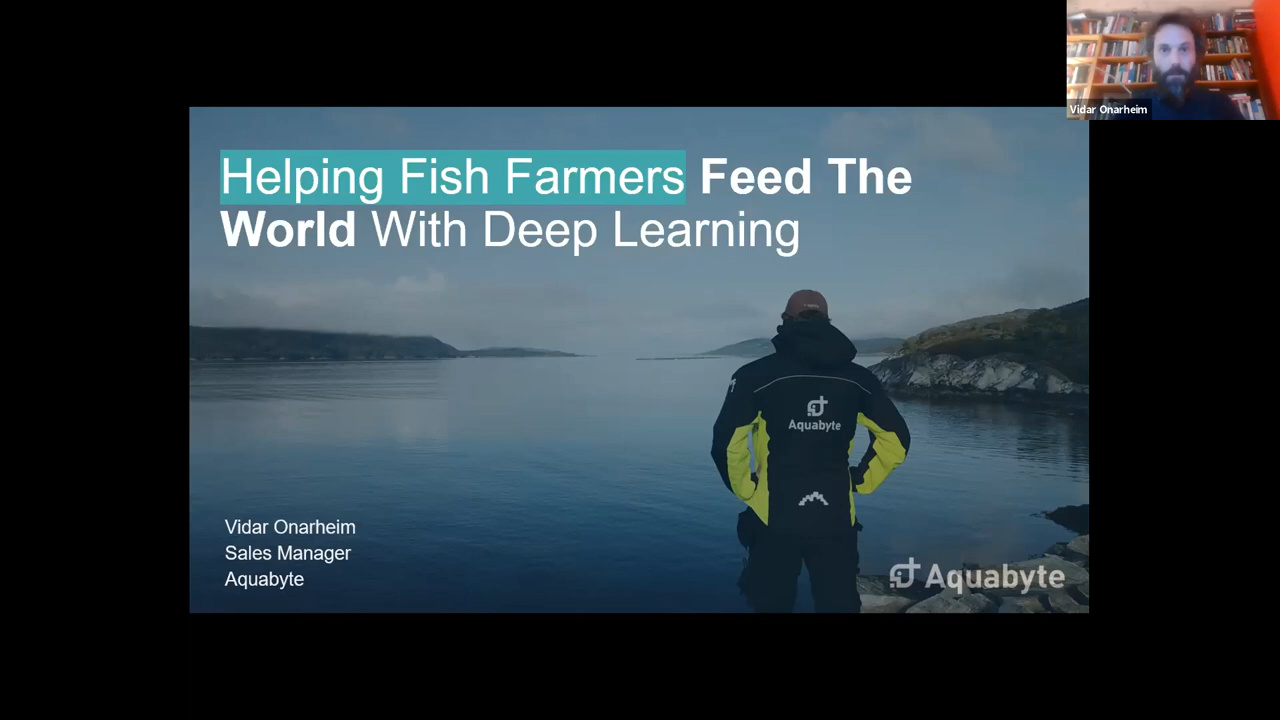 Vidar Onarheim
Helping Fish Farmers Feed The
World With Deep Learning
Aquabyte
Vidar Onarheim
Sales Manager
Aquabyte
Aquabyte